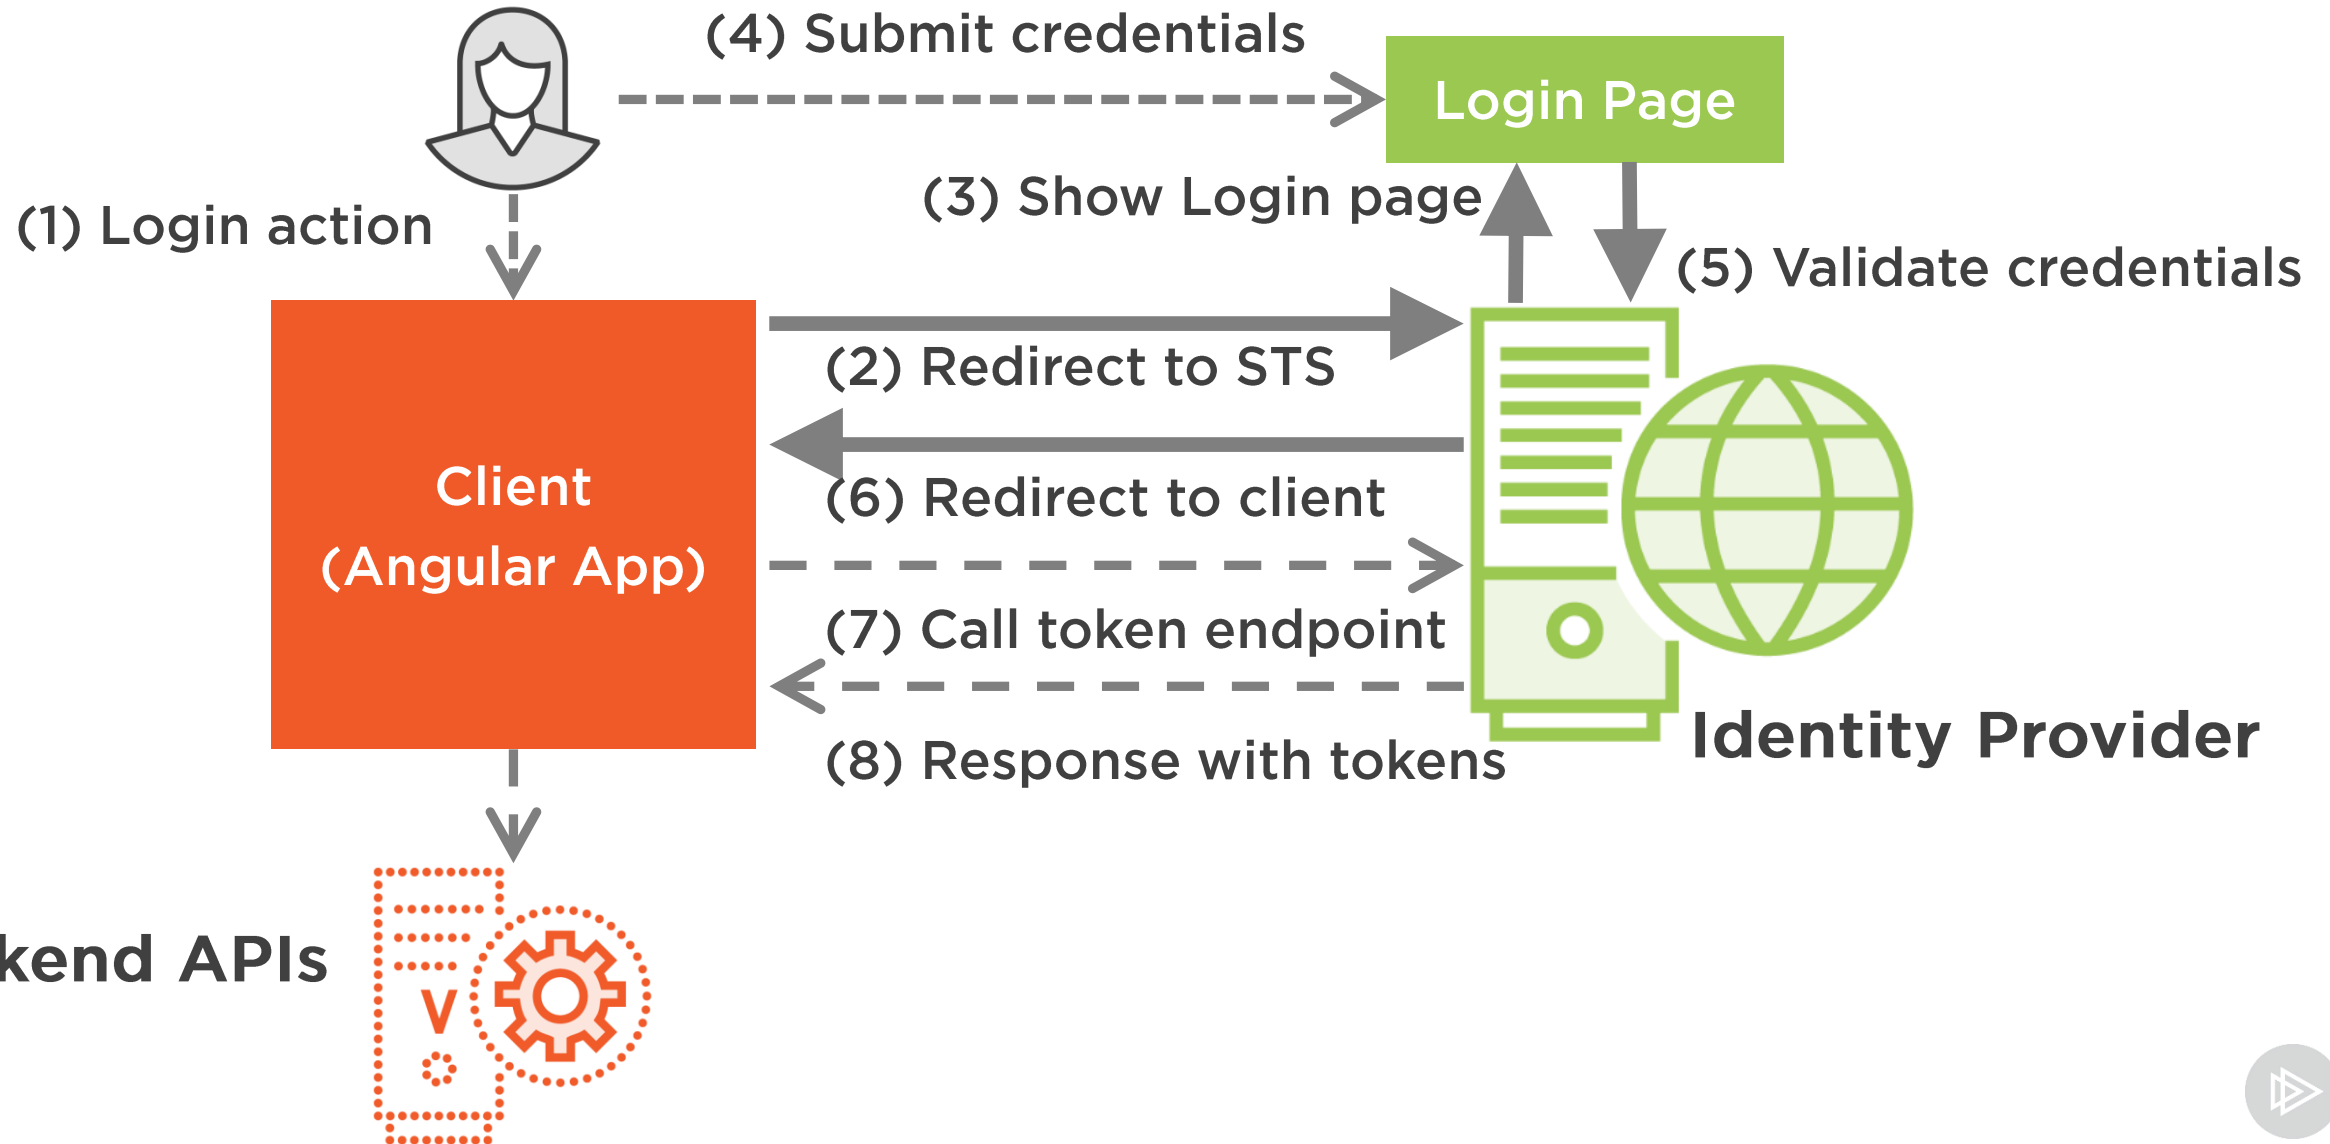 (4) Submit credentials
Login Page
(3) Show Login page
(1) Login action
(5) Validate credentials
(2) Redirect to STS
Client
(Angular App)
(6) Redirect to client
(7) Call token endpoint
Identity Provider
(8) Response with tokens
kend APIs